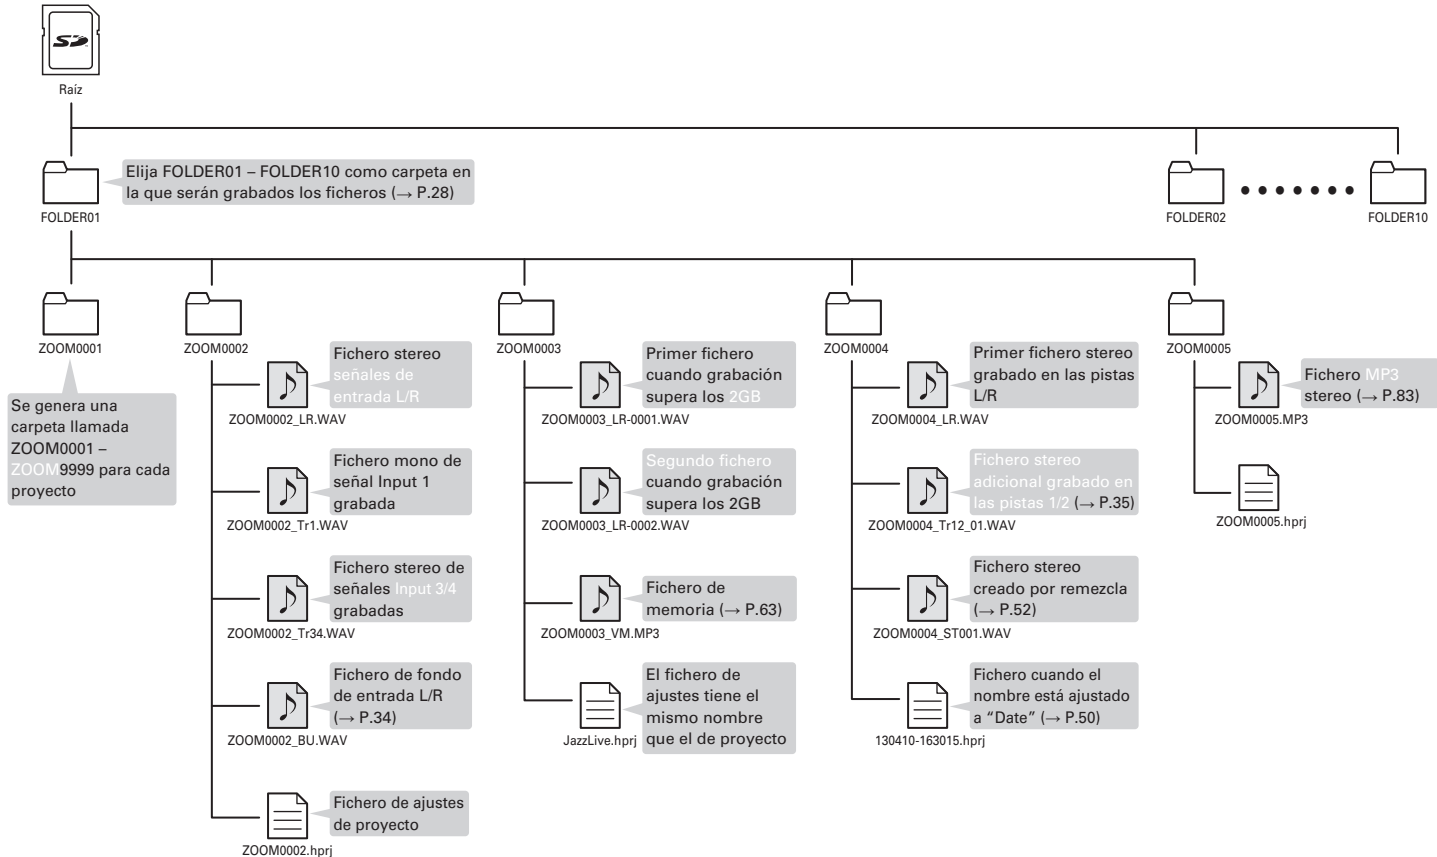 SD
Raíz
FOLDER01
Elija FOLDER01 – FOLDER10 como carpeta en
la que serán grabados los ficheros (→ P.28)
FOLDER02
FOLDER10
ZOOM0001
Se genera una
carpeta llamada
ZOOM0001 –
ZOOM9999 para cada
proyecto
ZOOM0002
Fichero stereo
señales de
entrada L/R
ZOOM0002_LR.WAV
Fichero mono de
señal Input 1
grabada
ZOOM0002_Tr1.WAV
Fichero stereo de
señales Input 3/4
grabadas
ZOOM0002_Tr34.WAV
Fichero de fondo
de entrada L/R
(→ P.34)
ZOOM0002_BU.WAV
Fichero de ajustes
de proyecto
ZOOM0002.hprj
ZOOM0003
Primer fichero
cuando grabación
supera los 2GB
ZOOM0003_LR-0001.WAV
Segundo fichero
cuando grabación
supera los 2GB
ZOOM0003_LR-0002.WAV
Fichero de
memoria (→ P.63)
ZOOM0003_VM.MP3
El fichero de
ajustes tiene el
mismo nombre
que el de proyecto
JazzLive.hprj
ZOOM0004
Primer fichero stereo
grabado en las pistas
L/R
ZOOM0004_LR.WAV
Fichero stereo
adicional grabado en
las pistas 1/2 (→ P.35)
ZOOM0004_Tr12_01.WAV
Fichero stereo
creado por remezcla
(→ P.52)
ZOOM0004_ST001.WAV
Fichero cuando el
nombre está ajustado
a “Date” (→ P.50)
130410-163015.hprj
ZOOM0005
Fichero MP3
stereo (→ P.83)
ZOOM0005.MP3
ZOOM0005.hprj